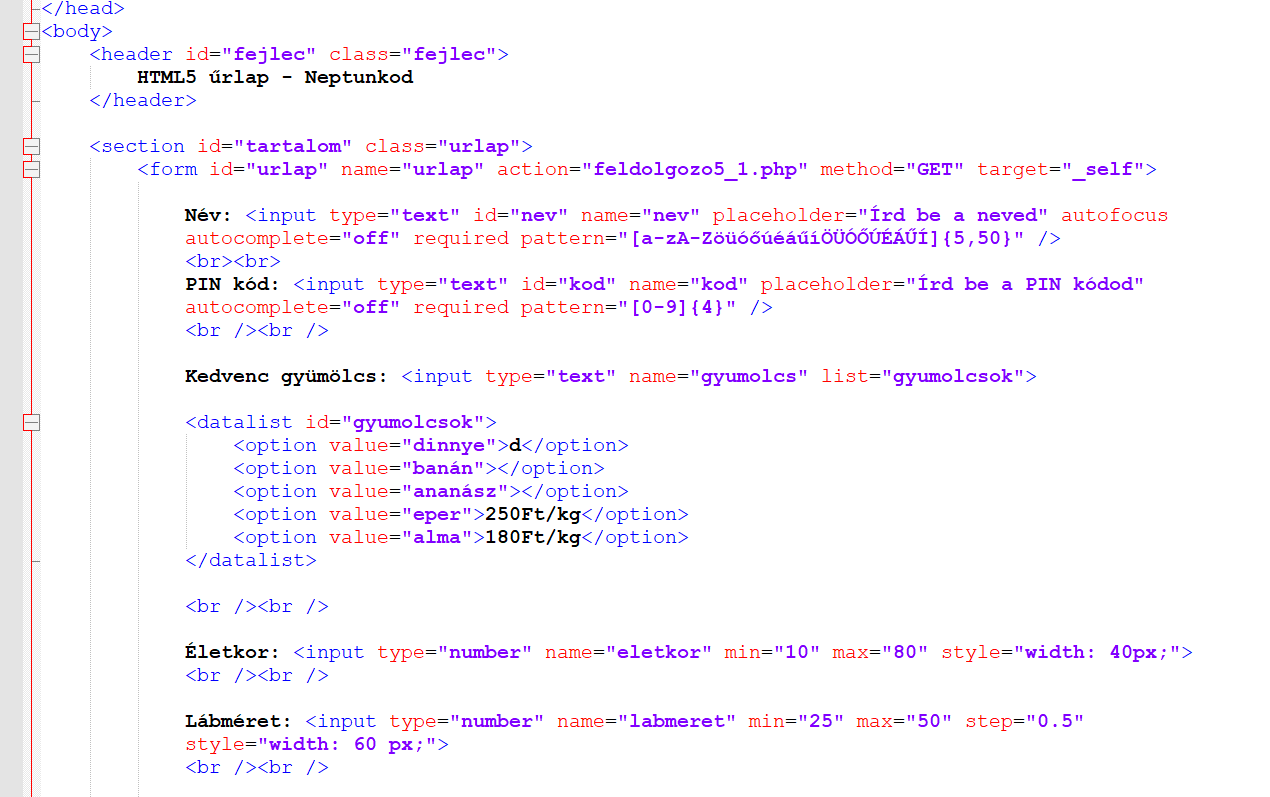 </head>
<body>
<header id="fejlec" class="fejlec">
HTML5 űrlap - Neptunkod
</header>
<section id="tartalom" class="urlap">
<form id="urlap" name="urlap" action="feldolgozo5_1.php" method="GET" target="_self">
Név: <input type="text" id="nev" name="nev" placeholder="Írd be a neved" autofocus
autocomplete="off" required pattern="[a-zA-ZöüóőúéáűíÖÜÓŐÚÉÁŰÍ]{5,50}" />
<br><br>
PIN kód: <input type="text" id="kod" name="kod" placeholder="Írd be a PIN kódod"
autocomplete="off" required pattern="[0-9]{4}" />
<br /><br />
Kedvenc gyümölcs: <input type="text" name="gyumolcs" list="gyumolcsok">
<datalist id="gyumolcsok">
<option value="dinnye">d</option>
<option value="banán"></option>
<option value="ananász"></option>
<option value="eper">250Ft/kg</option>
<option value="alma">180Ft/kg</option>
</datalist>
<br /><br />
Életkor: <input type="number" name="eletkor" min="10" max="80" style="width: 40px;">
<br /><br />
Lábméret: <input type="number" name="labmeret" min="25" max="50" step="0.5"
style="width: 60 px;">
<br /><br />